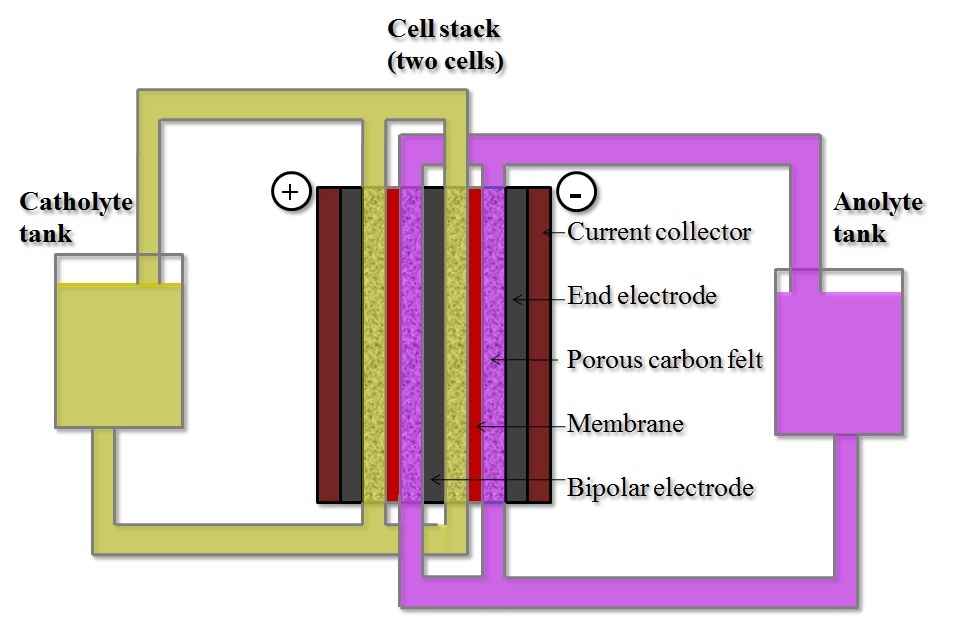 Cell stack
(two cells)
+
-
Catholyte
tank
Anolyte
tank
Current collector
End electrode
Porous carbon felt
Membrane
Bipolar electrode